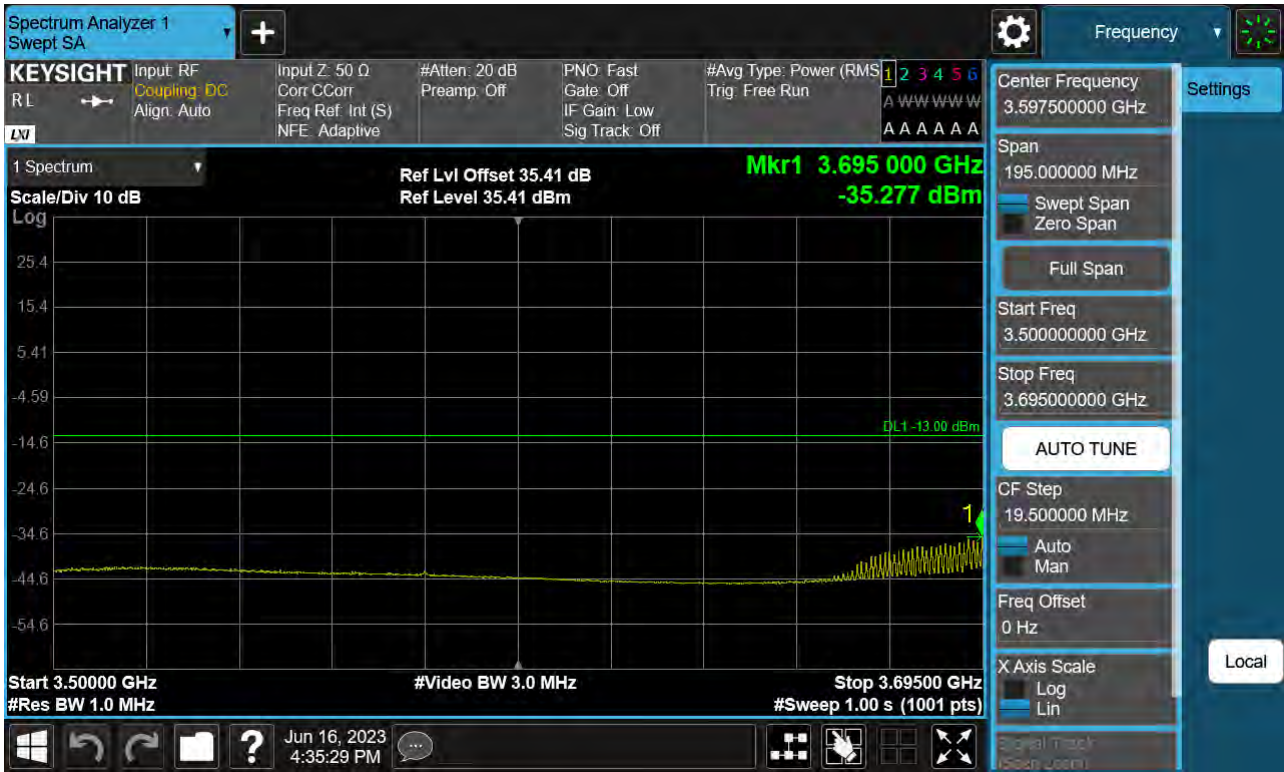 Spectrum Analyzer 1
Swept SA
Frequency
KEYSIGHT
R L
LXI
Input: RF
Coupling: DC
Align: Auto
Input Z: 50 Ω
Corr CCorr
Freq Ref: Int (S)
NFE: Adaptive
#Atten: 20 dB
Preamp: Off
PNO: Fast
Gate: Off
IF Gain: Low
Sig Track: Off
#Avg Type: Power (RMS
Trig: Free Run
1 2 3 4 5 6
A W W W W W
A A A A A A
1 Spectrum
Scale/Div 10 dB
Log
Ref Lvl Offset 35.41 dB
Ref Level 35.41 dBm
Mkr1 3.695 000 GHz
-35.277 dBm
25.4
15.4
5.41
-4.59
DL1 -13.00 dBm
-14.6
-24.6
1
-34.6
-44.6
-54.6
Start 3.50000 GHz
#Video BW 3.0 MHz
Stop 3.69500 GHz
#Res BW 1.0 MHz
#Sweep 1.00 s (1001 pts)
Center Frequency
3.597500000 GHz
Span
195.000000 MHz
Swept Span
Zero Span
Full Span
Start Freq
3.500000000 GHz
Stop Freq
3.695000000 GHz
AUTO TUNE
CF Step
19.500000 MHz
Auto
Man
Freq Offset
0 Hz
X Axis Scale
Log
Lin
Signal Track
(Span Zoom)
Settings
Local
?
Jun 16, 2023
4:35:29 PM